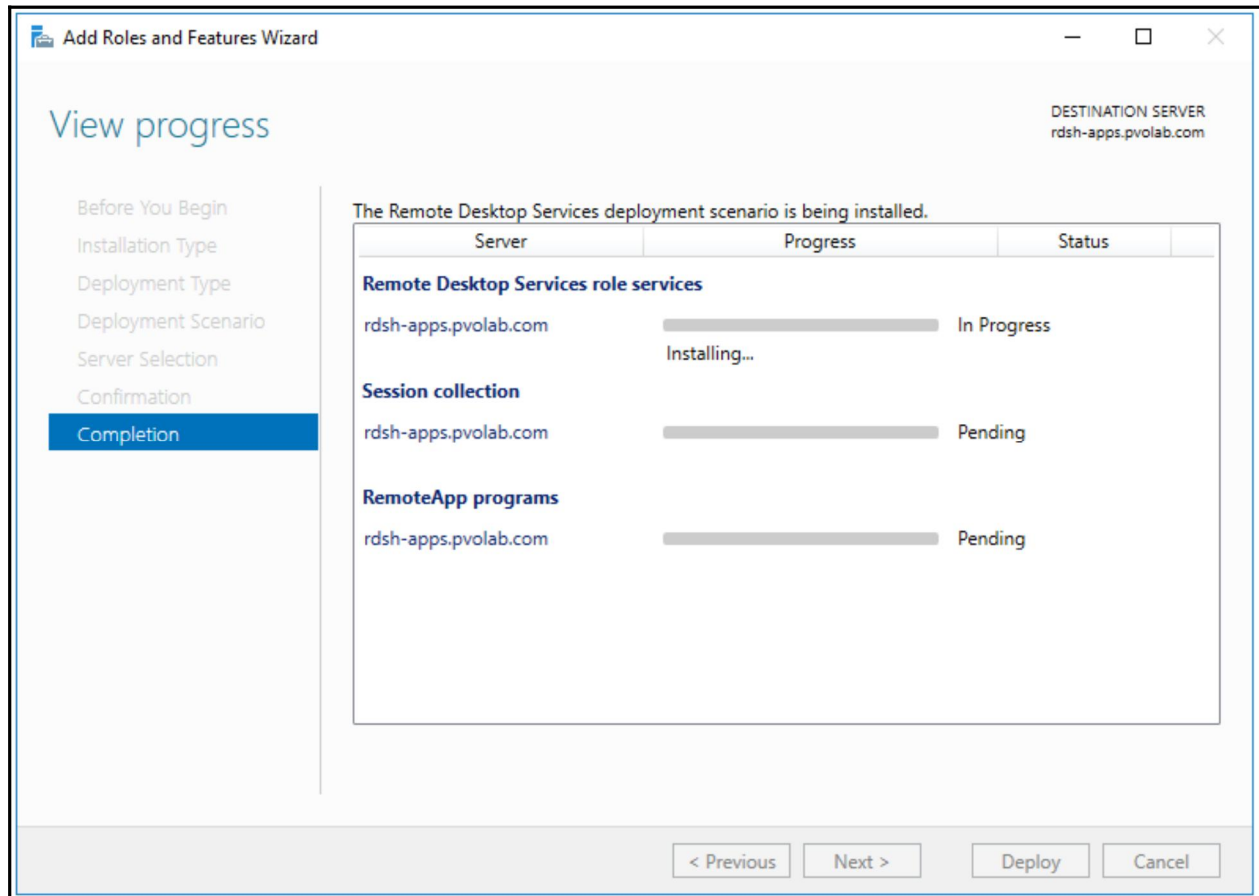 Add Roles and Features Wizard
View progress
DESTINATION SERVER
rdsh-apps.pvolab.com
Before You Begin
Installation Type
Deployment Type
Deployment Scenario
Server Selection
Confirmation
Completion
The Remote Desktop Services deployment scenario is being installed.
Server Progress Status
Remote Desktop Services role services
rdsh-apps.pvolab.com In Progress
Installing...
Session collection
rdsh-apps.pvolab.com Pending
RemoteApp programs
rdsh-apps.pvolab.com Pending
< Previous Next > Deploy Cancel